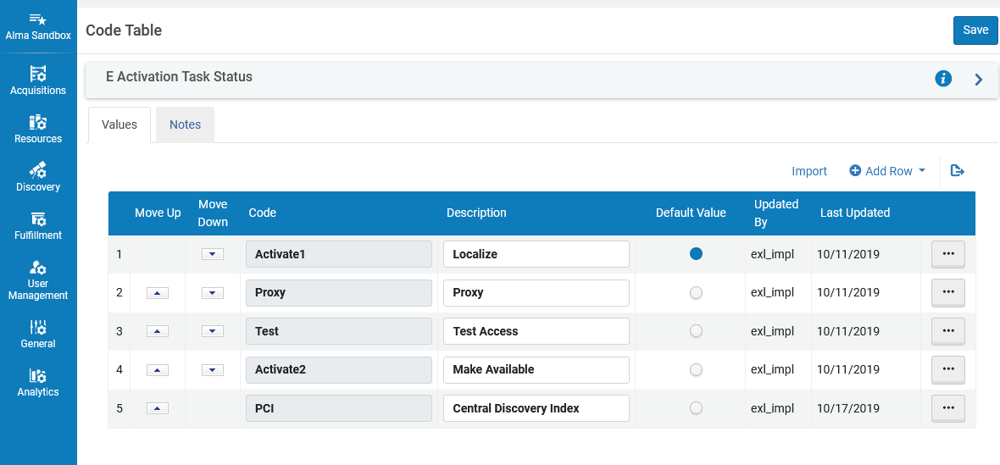 Alma Sandbox
Acquisitions
Resources
Discovery
Fulfillment
User
Management
General
Analytics
Code Table
Save
E Activation Task Status
Values Notes
Import Add Row
Move Up Move Down Code Description Default Value Updated By Last Updated
1 Activate1 Localize exl_impl 10/11/2019 ...
2 Proxy Proxy exl_impl 10/11/2019 ...
3 Test Test Access exl_impl 10/11/2019 ...
4 Activate2 Make Available exl_impl 10/11/2019 ...
5 PCI Central Discovery Index exl_impl 10/17/2019 ...